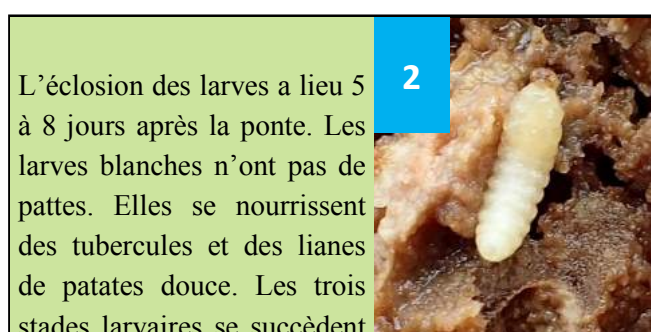 L’éclosion des larves a lieu 5
à 8 jours après la ponte. Les
larves blanches n’ont pas de
pattes. Elles se nourrissent
des tubercules et des lianes
de patates douce. Les trois
stades larvaires se succèdent
2